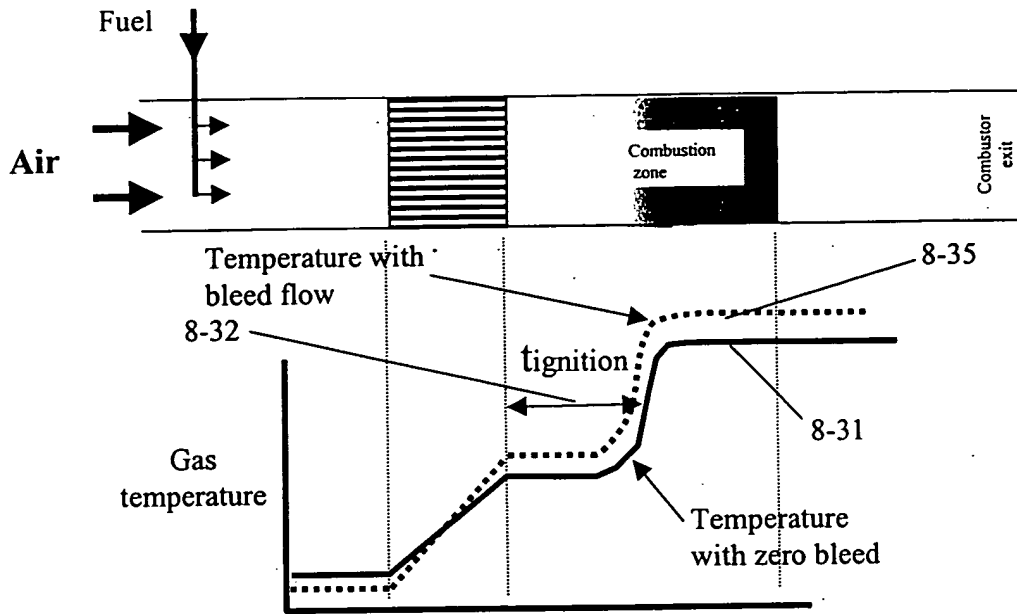 Fuel
Air
Combustion
zone
Combustor
exit
Temperature with
bleed flow
8-35
8-32
tignition
8-31
Gas
temperature
Temperature
with zero bleed